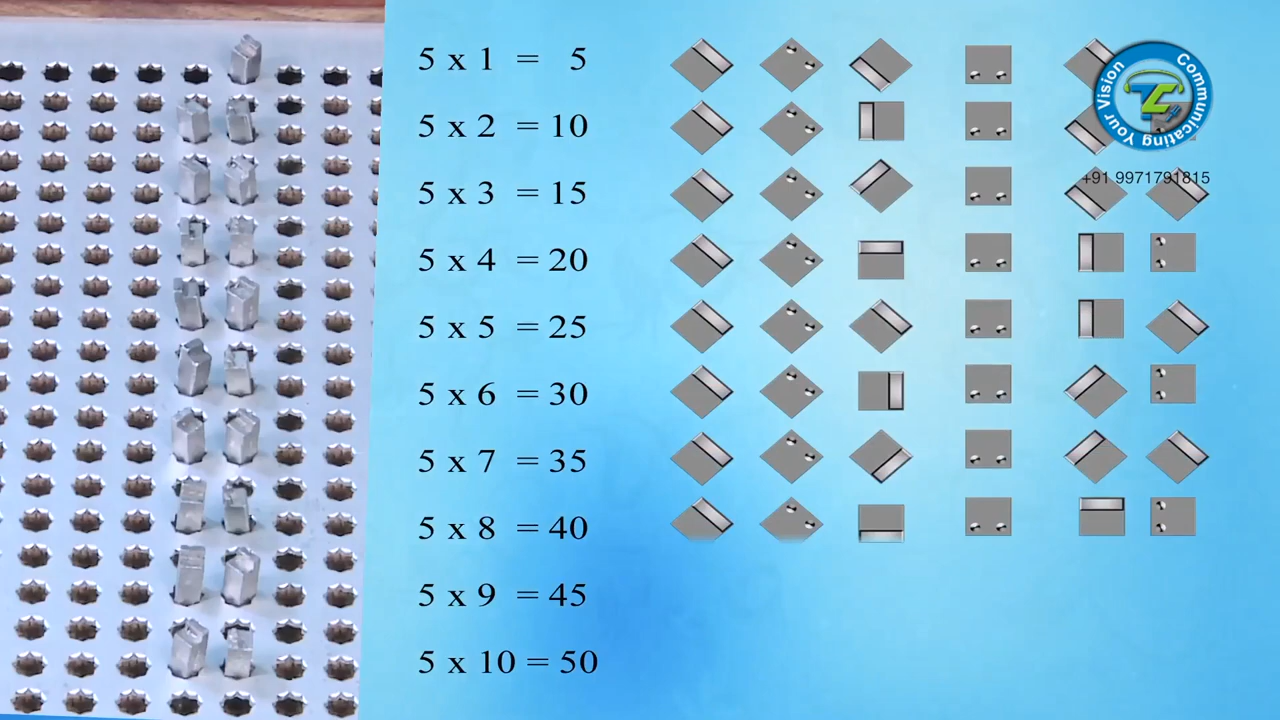 5 x 1 = 5
5 x 2 = 10
5 x 3 = 15
5 x 4 = 20
5 x 5 = 25
5 x 6 = 30
5 x 7 = 35
5 x 8 = 40
5 x 9 = 45
5 x 10 = 50
Communicating Your Vision
TC
+91 9971791815